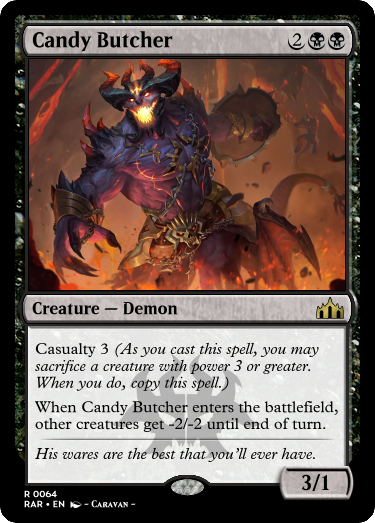 Candy Butcher 2
Creature — Demon
Casualty 3 (As you cast this spell, you may
sacrifice a creature with power 3 or greater.
When you do, copy this spell.)
When Candy Butcher enters the battlefield,
other creatures get -2/-2 until end of turn.
His wares are the best that you'll ever have.
3/1
R 0064
RAR • EN - CARAVAN -